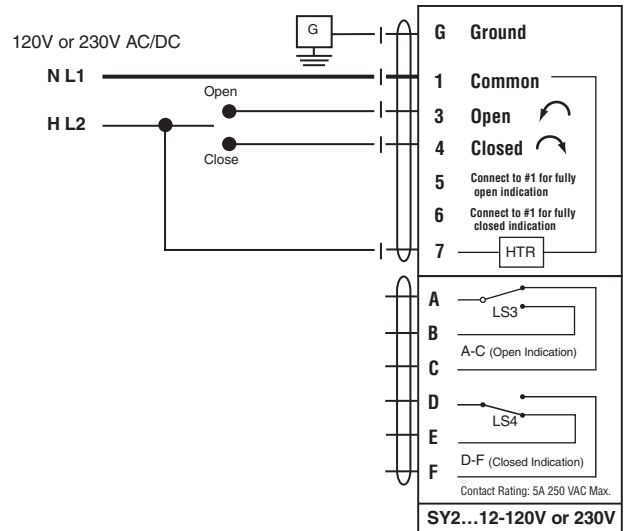 120V or 230V AC/DC
N L1
H L2
Open
Close
G
G Ground
1 Common
3 Open
4 Closed
5 Connect to #1 for fully
open indication
6 Connect to #1 for fully
closed indication
7 HTR
A
LS3
B
A-C (Open Indication)
C
D
LS4
E
D-F (Closed Indication)
F
Contact Rating: 5A 250 VAC Max.
SY2…12-120V or 230V